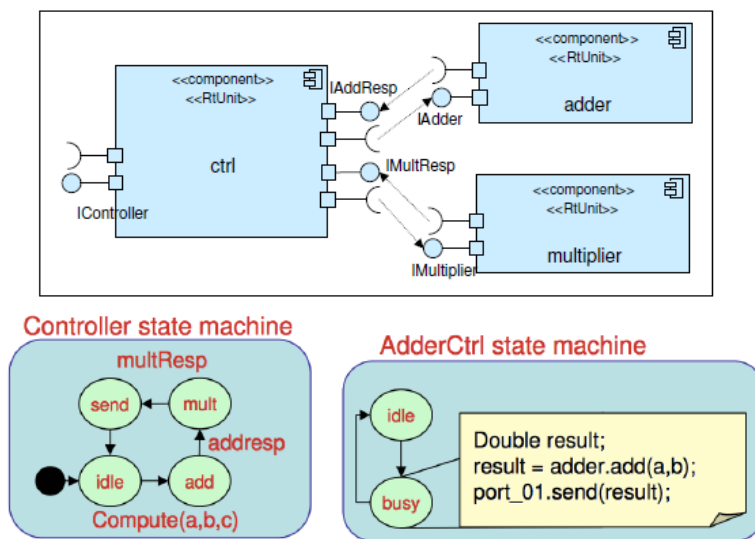 <<component>>
<<RtUnit>>
ctrl
IController
IAddResp
IAdder
IMultResp
IMultiplier
<<component>>
<<RtUnit>>
adder
<<component>>
<<RtUnit>>
multiplier
Controller state machine
multResp
send
mult
addresp
idle
add
Compute(a,b,c)
AdderCtrl state machine
idle
busy
Double result;
result = adder.add(a,b);
port_01.send(result);